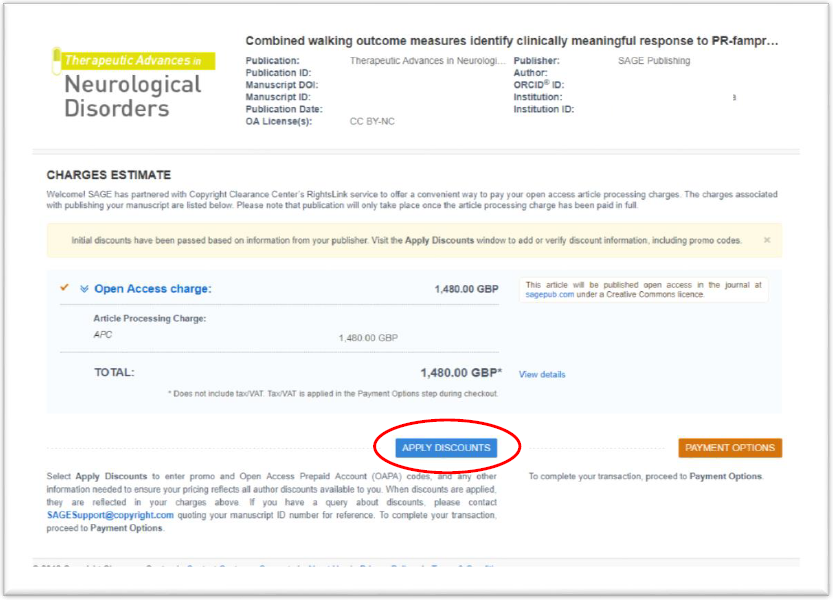 Combined walking outcome measures identify clinically meaningful response to PR-fampr...
Therapeutic Advances in
Neurological
Disorders
Publication: Therapeutic Advances in Neurologi... Publisher: SAGE Publishing
Publication ID: Author:
Manuscript DOI: ORCID® ID:
Manuscript ID: Institution:
Publication Date: Institution ID:
OA License(s): CC BY-NC
CHARGES ESTIMATE
Welcome! SAGE has partnered with Copyright Clearance Center's RightsLink service to offer a convenient way to pay your open access article processing charges. The charges associated
with publishing your manuscript are listed below. Please note that publication will only take place once the article processing charge has been paid in full.
Initial discounts have been passed based on information from your publisher. Visit the Apply Discounts window to add or verify discount information, including promo codes. ×
Open Access charge: 1,480.00 GBP
This article will be published open access in the journal at
sagepub.com under a Creative Commons licence.
Article Processing Charge:
APC 1,480.00 GBP
TOTAL: 1,480.00 GBP* View details
* Does not include tax/VAT. Tax/VAT is applied in the Payment Options step during checkout.
APPLY DISCOUNTS PAYMENT OPTIONS
Select Apply Discounts to enter promo and Open Access Prepaid Account (OAPA) codes, and any other
information needed to ensure your pricing reflects all author discounts available to you. When discounts are applied,
they are reflected in your charges above. If you have a query about discounts, please contact
SAGESupport@copyright.com quoting your manuscript ID number for reference. To complete your transaction,
proceed to Payment Options.
To complete your transaction, proceed to Payment Options.